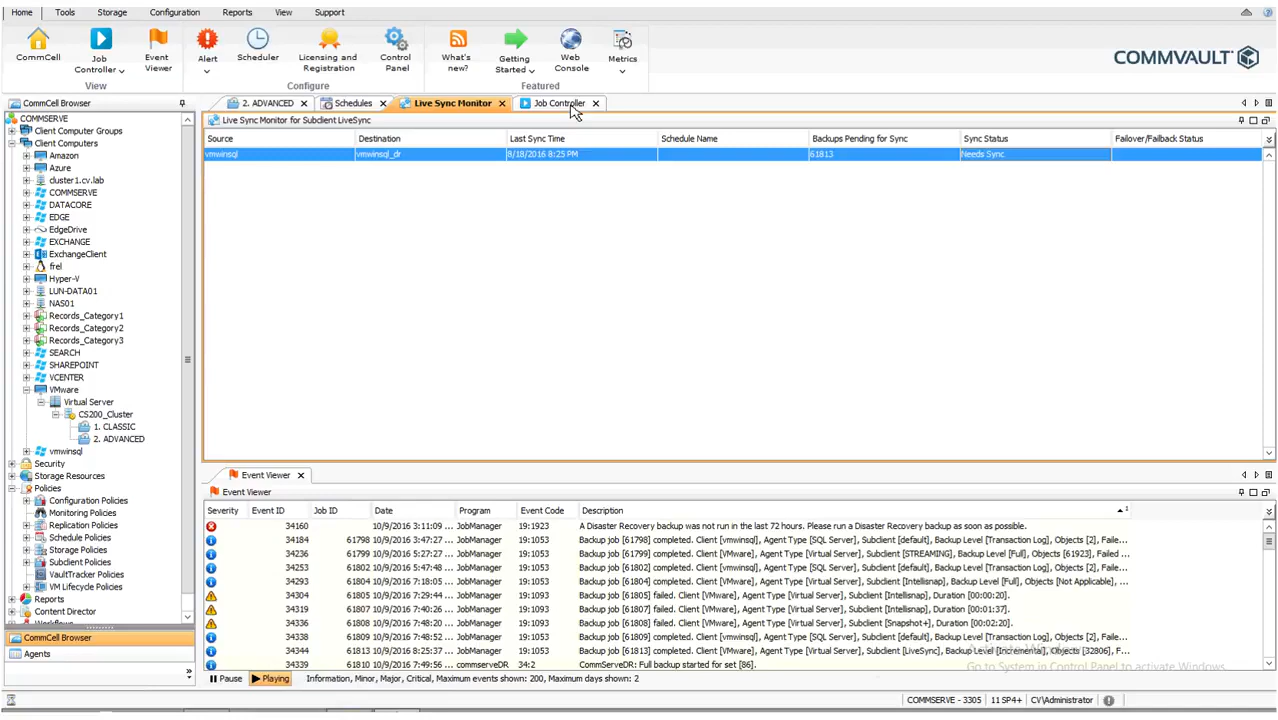 Home Tools Storage Configuration Reports View Support
CommCell Job Controller Event Viewer Alert Scheduler Licensing and Registration Control Panel What's new? Getting Started Web Console Metrics
View Configure Featured
COMMVAULT
CommCell Browser
2. ADVANCED Schedules Live Sync Monitor Job Controller
COMMSERVE
Client Computer Groups
Client Computers
Amazon
Azure
cluster1.cv.lab
COMMSERVE
DATACORE
EDGE
EdgeDrive
EXCHANGE
ExchangeClient
frel
Hyper-V
LUN-DATA01
NAS01
Records_Category1
Records_Category2
Records_Category3
SEARCH
SHAREPOINT
VCENTER
VMware
Virtual Server
CS200_Cluster
1. CLASSIC
2. ADVANCED
vmwinsql
Security
Storage Resources
Policies
Configuration Policies
Monitoring Policies
Replication Policies
Schedule Policies
Storage Policies
Subclient Policies
VaultTracker Policies
VM Lifecycle Policies
Reports
Content Director
Workflows
CommCell Browser
Agents
Live Sync Monitor for Subclient LiveSync
Source Destination Last Sync Time Schedule Name Backups Pending for Sync Sync Status Failover/Failback Status
vmwinsql vmwinsql_dr 9/18/2016 8:25 PM 61813 Needs Sync
Event Viewer
Event Viewer
Severity Event ID Job ID Date Program Event Code Description 1
34160 10/9/2016 3:11:09 ... JobManager 19:1923 A Disaster Recovery backup was not run in the last 72 hours. Please run a Disaster Recovery backup as soon as possible.
34184 61798 10/9/2016 3:47:27 ... JobManager 19:1053 Backup job [61798] completed. Client [vmwinsql], Agent Type [SQL Server], Subclient [default], Backup Level [Transaction Log], Objects [2], Faile...
34236 61799 10/9/2016 5:27:27 ... JobManager 19:1053 Backup job [61799] completed. Client [VMware], Agent Type [Virtual Server], Subclient [STREAMING], Backup Level [Full], Objects [61923], Failed ...
34253 61802 10/9/2016 5:47:48 ... JobManager 19:1053 Backup job [61802] completed. Client [vmwinsql], Agent Type [SQL Server], Subclient [default], Backup Level [Transaction Log], Objects [2], Faile...
34293 61804 10/9/2016 7:18:05 ... JobManager 19:1053 Backup job [61804] completed. Client [VMware], Agent Type [Virtual Server], Subclient [Intellisnap], Backup Level [Full], Objects [Not Applicable], ...
34304 61805 10/9/2016 7:29:44 ... JobManager 19:1093 Backup job [61805] failed. Client [VMware], Agent Type [Virtual Server], Subclient [Intellisnap], Duration [00:00:20].
34319 61807 10/9/2016 7:40:26 ... JobManager 19:1093 Backup job [61807] failed. Client [VMware], Agent Type [Virtual Server], Subclient [Intellisnap], Duration [00:01:37].
34336 61808 10/9/2016 7:48:20 ... JobManager 19:1093 Backup job [61808] failed. Client [VMware], Agent Type [Virtual Server], Subclient [Snapshot+], Duration [00:02:20].
34338 61809 10/9/2016 7:48:52 ... JobManager 19:1053 Backup job [61809] completed. Client [vmwinsql], Agent Type [SQL Server], Subclient [default], Backup Level [Transaction Log], Objects [2], Faile...
34344 61813 10/9/2016 8:25:37 ... JobManager 19:1053 Backup job [61813] completed. Client [VMware], Agent Type [Virtual Server], Subclient [LiveSync], Backup Level [Incremental], Objects [32806], F...
34339 61810 10/9/2016 7:49:56 ... commserveDR 34:2 CommServeDR: Full backup started for set [86].
Go to System in Control Panel to activate Windows.
Pause Playing Information, Minor, Major, Critical, Maximum events shown: 200, Maximum days shown: 2
COMMSERVE - 3305 11 SP4+ CV\Administrator